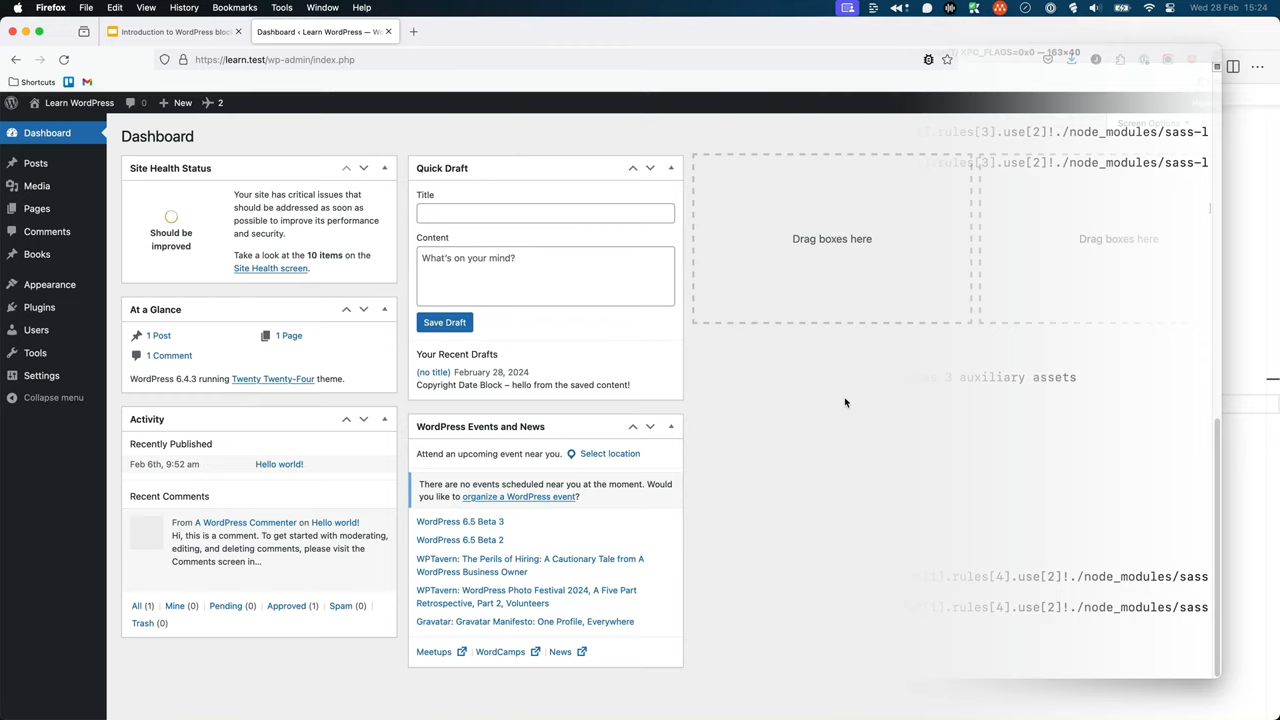 Firefox File Edit View History Bookmarks Tools Window Help
Wed 28 Feb 15:24
Introduction to WordPress bloc
Dashboard ‹ Learn WordPress — Wo
https://learn.test/wp-admin/index.php
XPC_FLAGS=0x0 — 163×40
Shortcuts
Learn WordPress 0 New 2
Screen Options
Dashboard
Posts
Media
Pages
Comments
Books
Appearance
Plugins
Users
Tools
Settings
Collapse menu
Dashboard
Site Health Status
Should be
improved
Your site has critical issues that
should be addressed as soon as
possible to improve its performance
and security.
Take a look at the 10 items on the
Site Health screen.
At a Glance
1 Post 1 Page
1 Comment
WordPress 6.4.3 running Twenty Twenty-Four theme.
Activity
Recently Published
Feb 6th, 9:52 am Hello world!
Recent Comments
From A WordPress Commenter on Hello world!
Hi, this is a comment. To get started with moderating,
editing, and deleting comments, please visit the
Comments screen in…
All (1) | Mine (0) | Pending (0) | Approved (1) | Spam (0) |
Trash (0)
Quick Draft
Title
Content
What's on your mind?
Save Draft
Your Recent Drafts
(no title) February 28, 2024
Copyright Date Block – hello from the saved content!
WordPress Events and News
Attend an upcoming event near you. Select location
There are no events scheduled near you at the moment. Would
you like to organize a WordPress event?
WordPress 6.5 Beta 3
WordPress 6.5 Beta 2
WPTavern: The Perils of Hiring: A Cautionary Tale from A
WordPress Business Owner
WPTavern: WordPress Photo Festival 2024, A Five Part
Retrospective, Part 2, Volunteers
Gravatar: Gravatar Manifesto: One Profile, Everywhere
Meetups | WordCamps | News
Drag boxes here
Drag boxes here
].rules[3].use[2]!./node_modules/sass-l
].rules[3].use[2]!./node_modules/sass-l
3 auxiliary assets
.rules[4].use[2]!./node_modules/sass
.rules[4].use[2]!./node_modules/sass